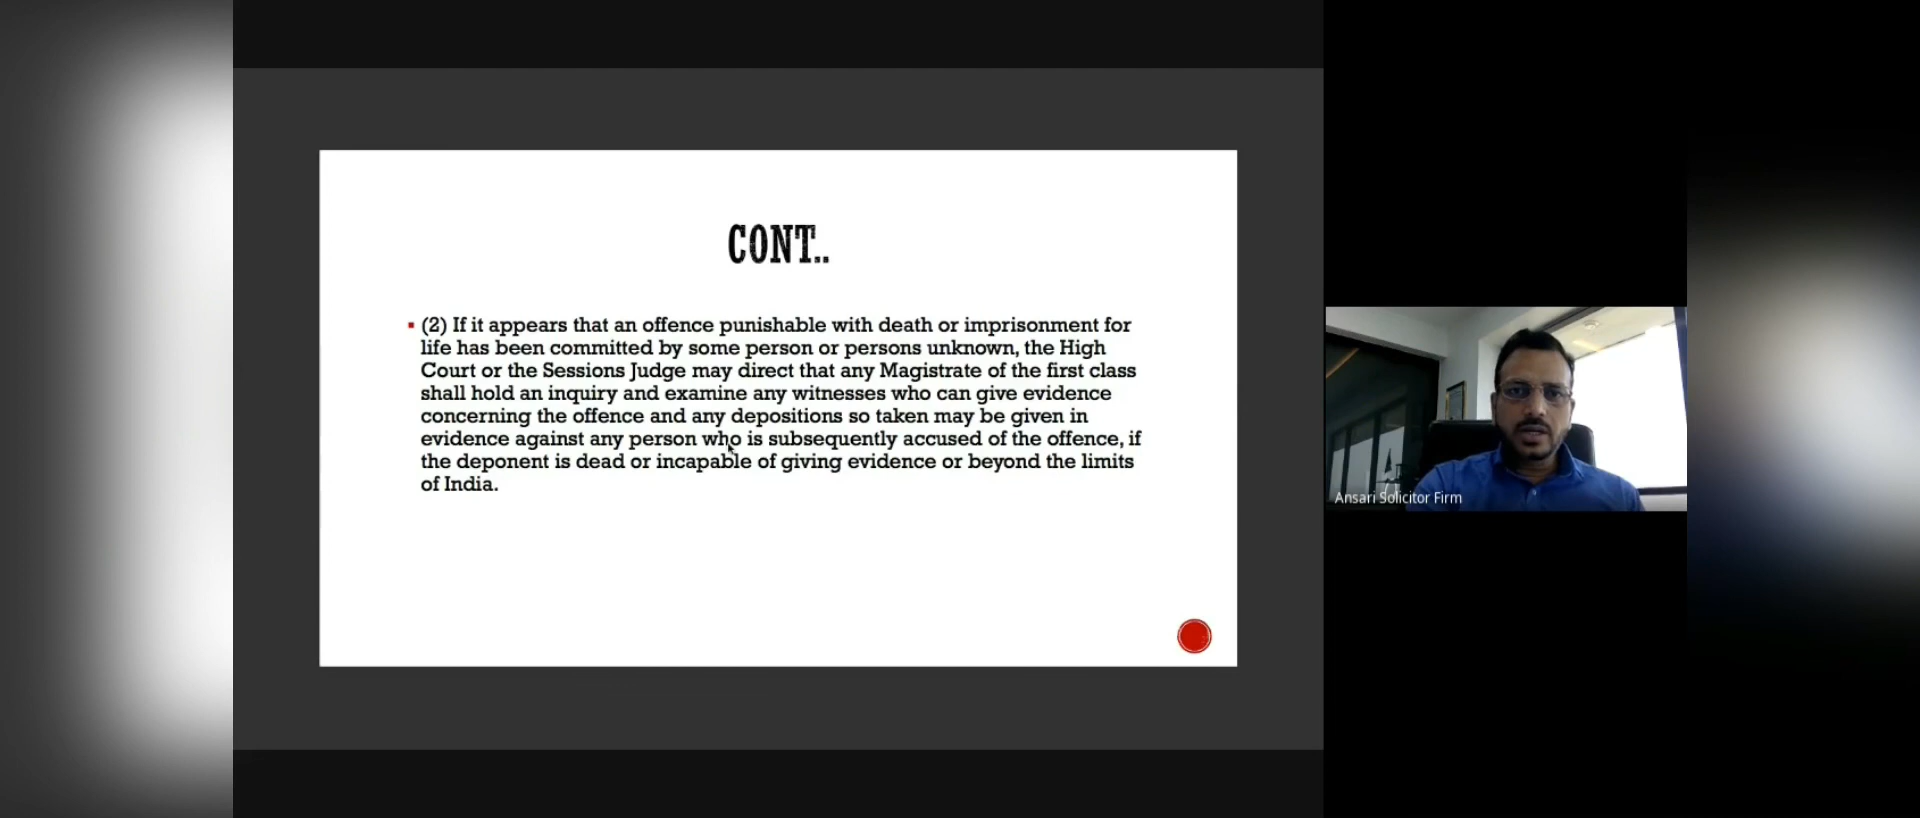 CONT..
(2) If it appears that an offence punishable with death or imprisonment for
life has been committed by some person or persons unknown, the High
Court or the Sessions Judge may direct that any Magistrate of the first class
shall hold an inquiry and examine any witnesses who can give evidence
concerning the offence and any depositions so taken may be given in
evidence against any person who is subsequently accused of the offence, if
the deponent is dead or incapable of giving evidence or beyond the limits
of India.
Ansari Solicitor Firm